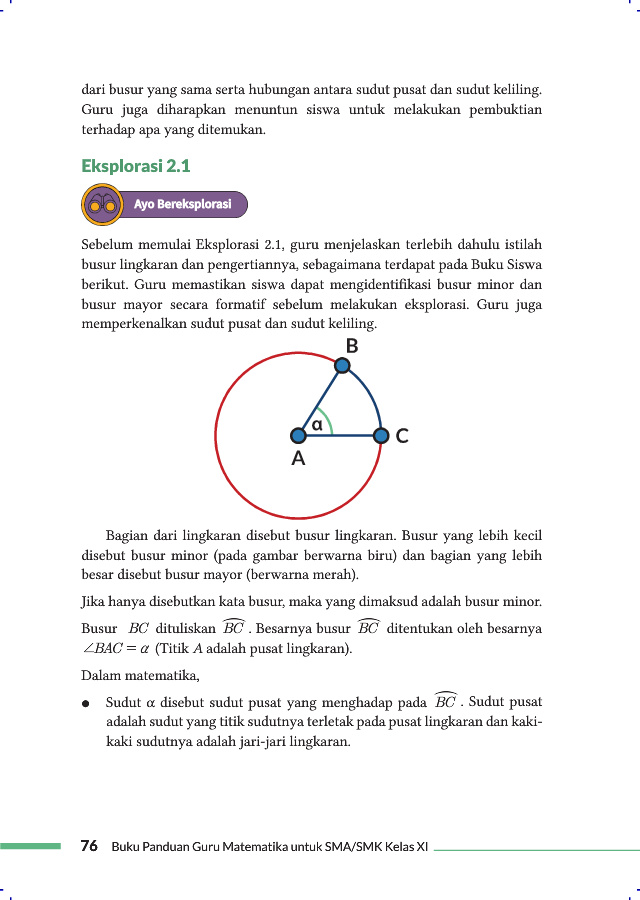 dari busur yang sama serta hubungan antara sudut pusat dan sudut keliling.
Guru juga diharapkan menuntun siswa untuk melakukan pembuktian
terhadap apa yang ditemukan.
Eksplorasi 2.1
Ayo Bereksplorasi
Sebelum memulai Eksplorasi 2.1, guru menjelaskan terlebih dahulu istilah
busur lingkaran dan pengertiannya, sebagaimana terdapat pada Buku Siswa
berikut. Guru memastikan siswa dapat mengidentifikasi busur minor dan
busur mayor secara formatif sebelum melakukan eksplorasi. Guru juga
memperkenalkan sudut pusat dan sudut keliling.
B
α
C
A
Bagian dari lingkaran disebut busur lingkaran. Busur yang lebih kecil
disebut busur minor (pada gambar berwarna biru) dan bagian yang lebih
besar disebut busur mayor (berwarna merah).
Jika hanya disebutkan kata busur, maka yang dimaksud adalah busur minor.
Busur BC dituliskan \overset{\frown}{BC} . Besarnya busur \overset{\frown}{BC} ditentukan oleh besarnya
∠BAC = α (Titik A adalah pusat lingkaran).
Dalam matematika,
● Sudut α disebut sudut pusat yang menghadap pada \overset{\frown}{BC} . Sudut pusat
adalah sudut yang titik sudutnya terletak pada pusat lingkaran dan kaki-
kaki sudutnya adalah jari-jari lingkaran.
76 Buku Panduan Guru Matematika untuk SMA/SMK Kelas XI